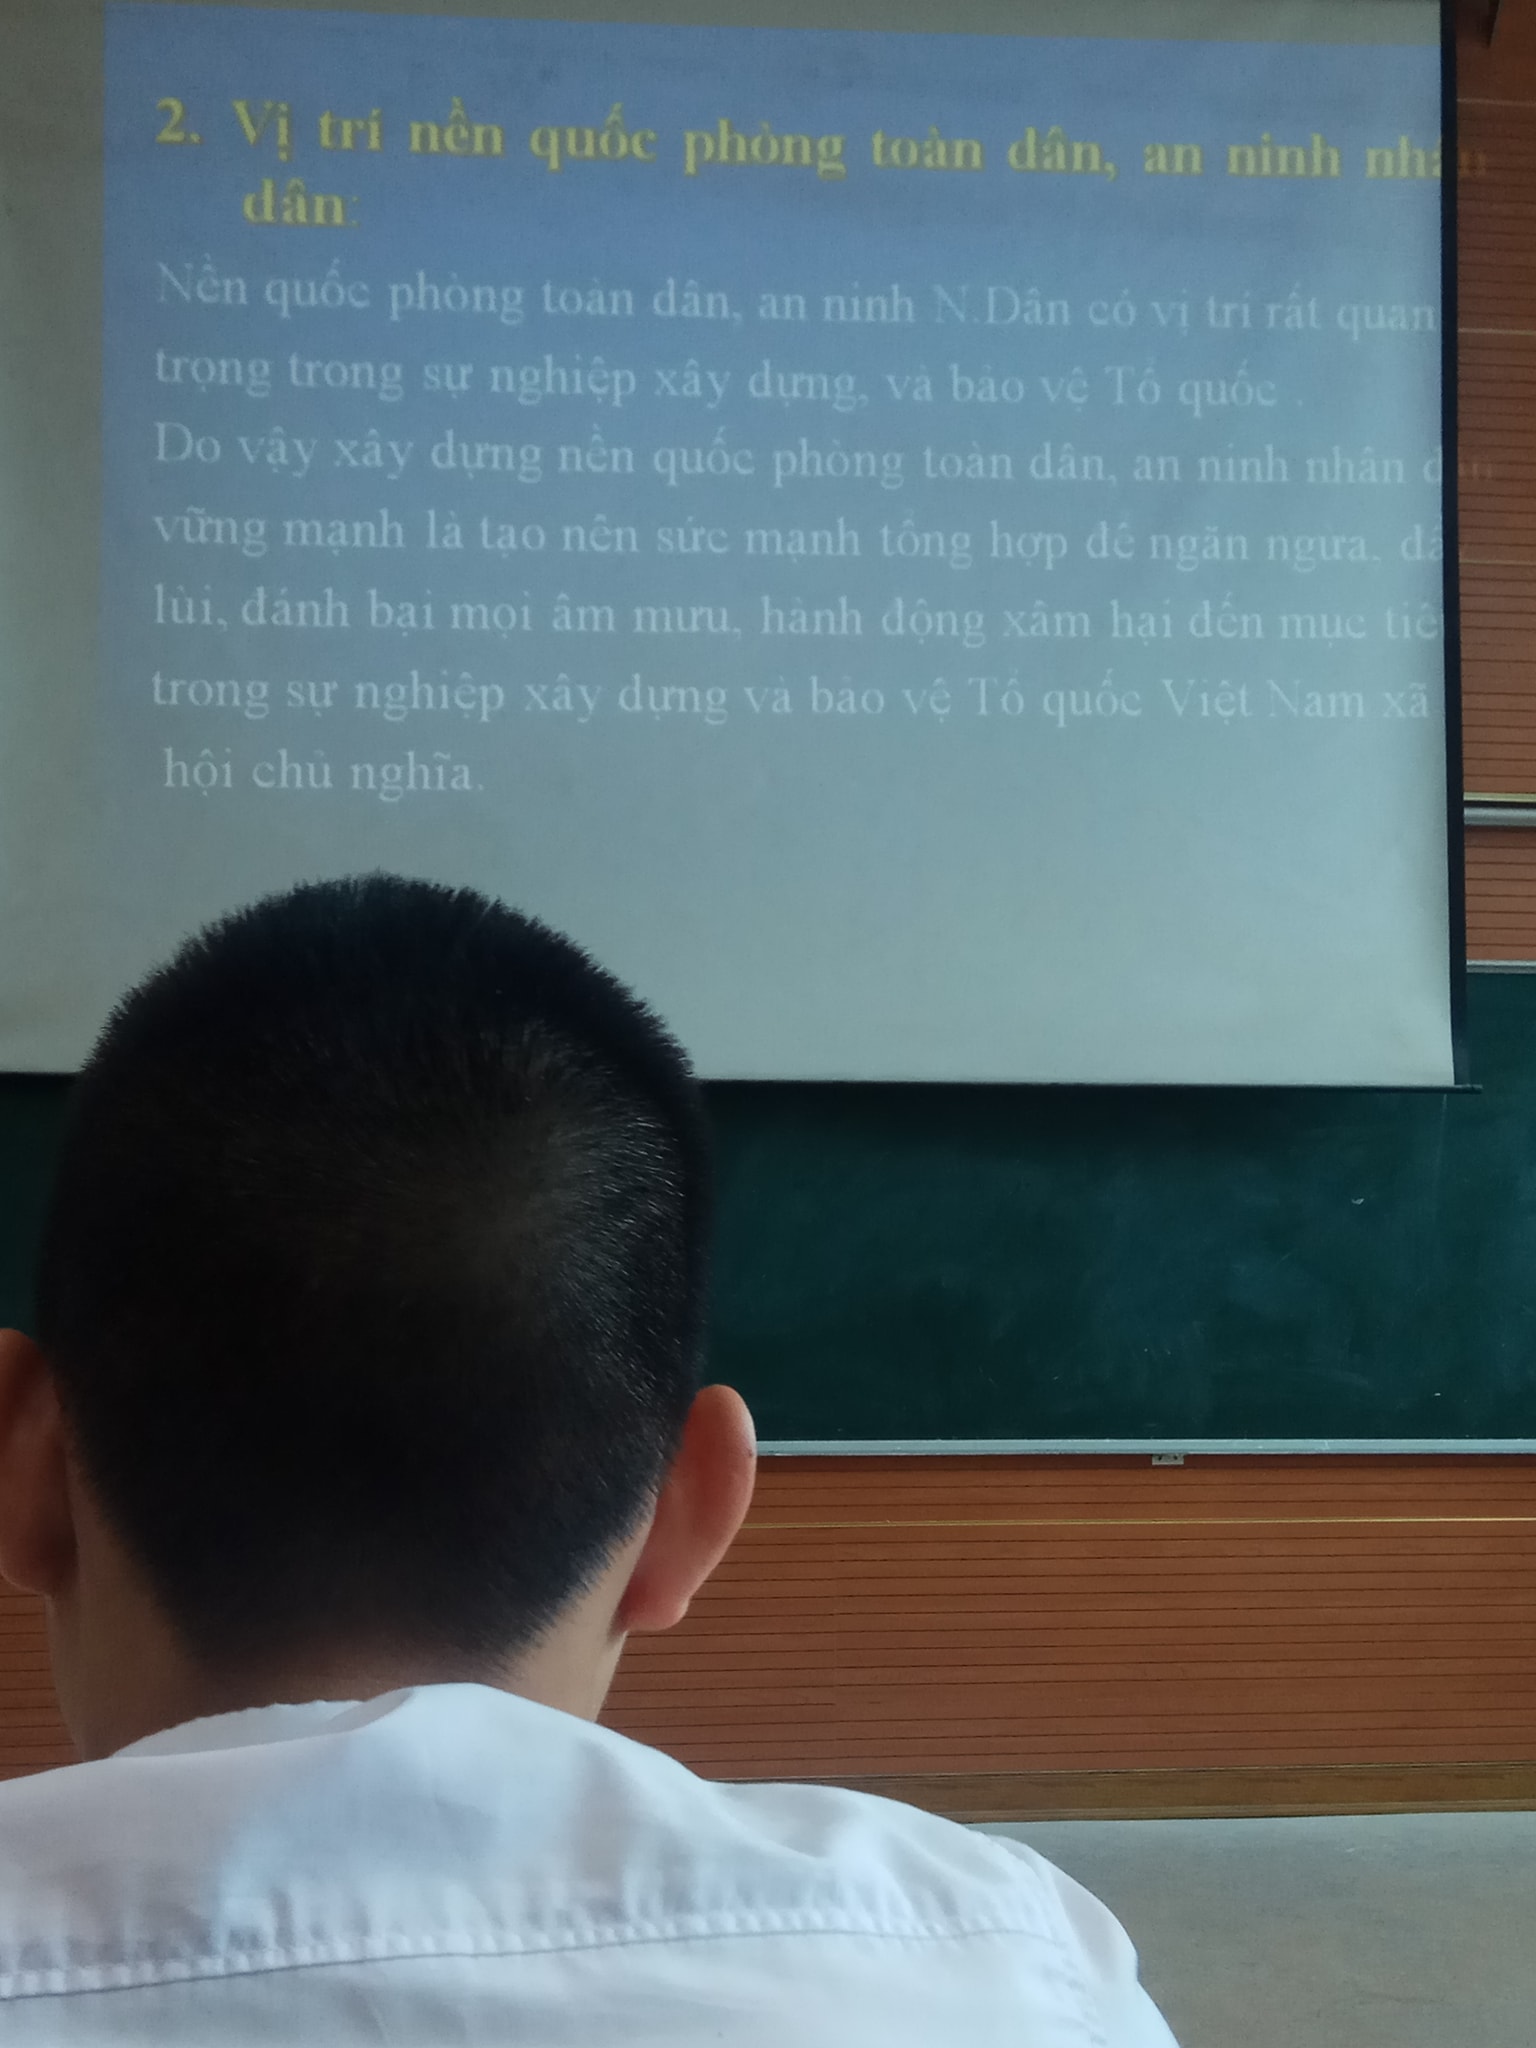 2. Vị trí nền quốc phòng toàn dân, an ninh nhân
dân:
Nền quốc phòng toàn dân, an ninh N.Dân có vị trí rất quan
trọng trong sự nghiệp xây dựng, và bảo vệ Tổ quốc .
Do vậy xây dựng nền quốc phòng toàn dân, an ninh nhân dân
vững mạnh là tạo nên sức mạnh tổng hợp để ngăn ngừa,
lùi, đánh bại mọi âm mưu, hành động xâm hại đến mục
trong sự nghiệp xây dựng và bảo vệ Tổ quốc Việt Nam xã
hội chủ nghĩa.